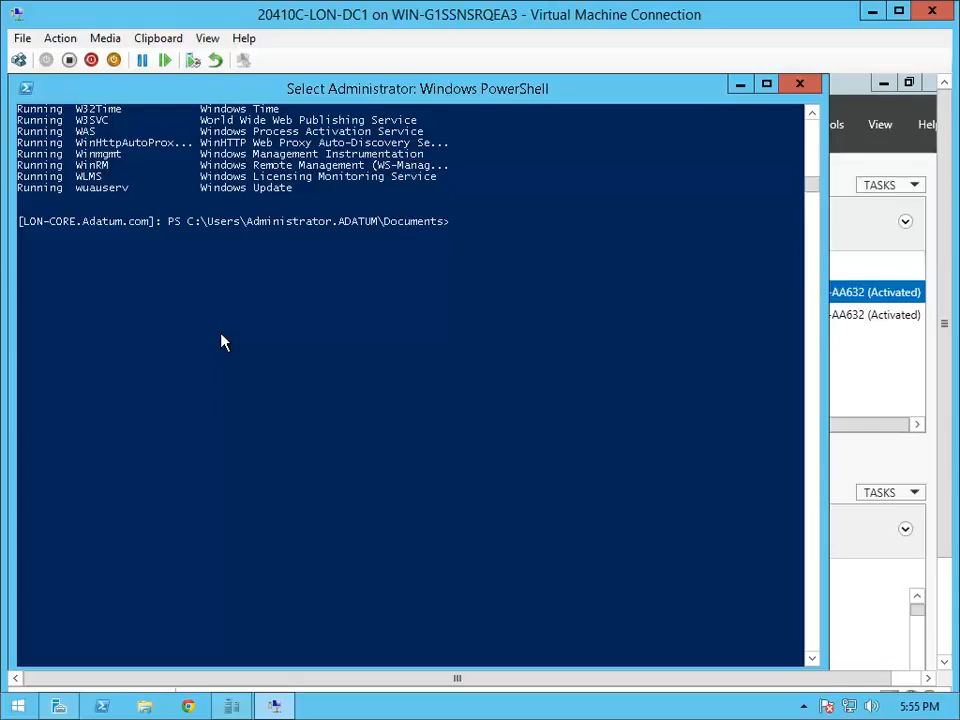 20410C-LON-DC1 on WIN-G1SSNSRQEA3 - Virtual Machine Connection
File Action Media Clipboard View Help
Select Administrator: Windows PowerShell
Running W32Time Windows Time
Running W3SVC World Wide Web Publishing Service
Running WAS Windows Process Activation Service
Running WinHttpAutoProx... WinHTTP Web Proxy Auto-Discovery Se...
Running Winmgmt Windows Management Instrumentation
Running WinRM Windows Remote Management (WS-Manag...
Running WLMS Windows Licensing Monitoring Service
Running wuauserv Windows Update
[LON-CORE.Adatum.com]: PS C:\Users\Administrator.ADATUM\Documents>
ols View Help
TASKS
-AA632 (Activated)
-AA632 (Activated)
TASKS
5:55 PM